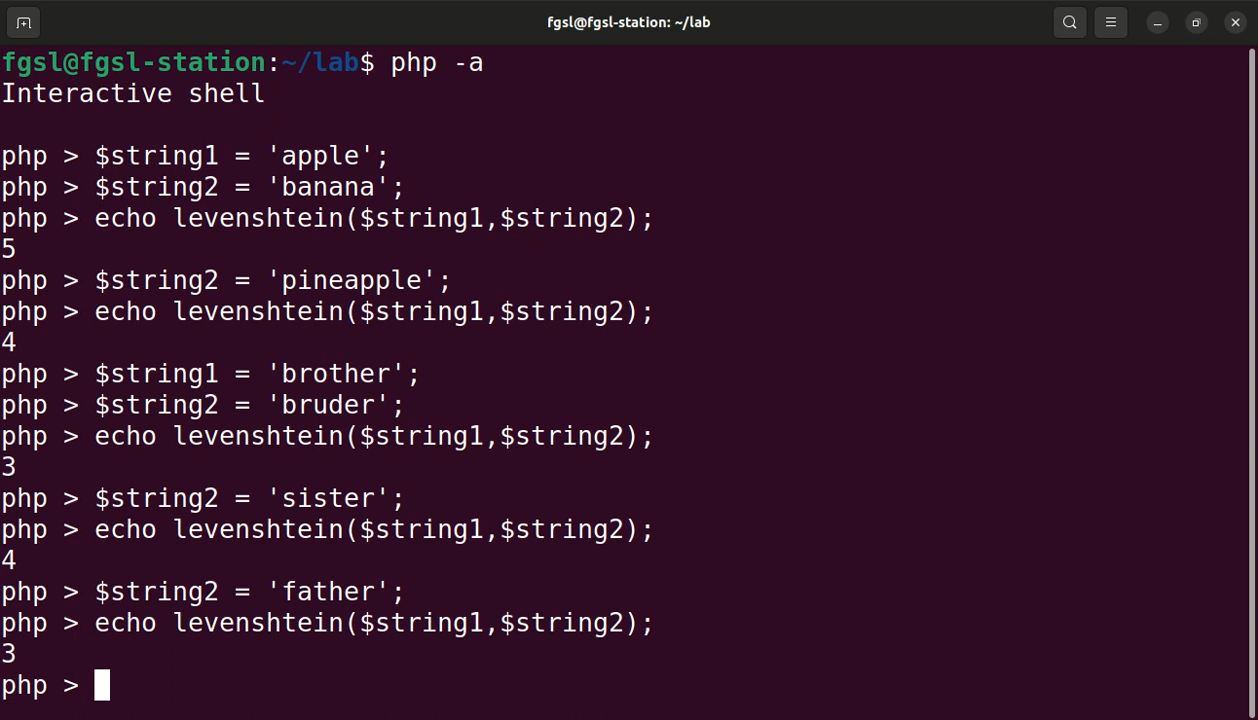 fgsl@fgsl-station: ~/lab
fgsl@fgsl-station:~/lab$ php -a
Interactive shell
php > $string1 = 'apple';
php > $string2 = 'banana';
php > echo levenshtein($string1,$string2);
5
php > $string2 = 'pineapple';
php > echo levenshtein($string1,$string2);
4
php > $string1 = 'brother';
php > $string2 = 'bruder';
php > echo levenshtein($string1,$string2);
3
php > $string2 = 'sister';
php > echo levenshtein($string1,$string2);
4
php > $string2 = 'father';
php > echo levenshtein($string1,$string2);
3
php >